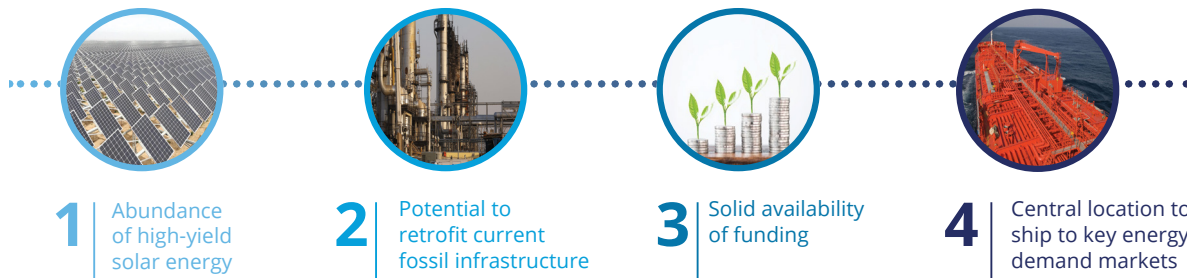 1
Abundance
of high-yield
solar energy
2
Potential to
retrofit current
fossil infrastructure
3
Solid availability
of funding
4
Central location to
ship to key energy
demand markets